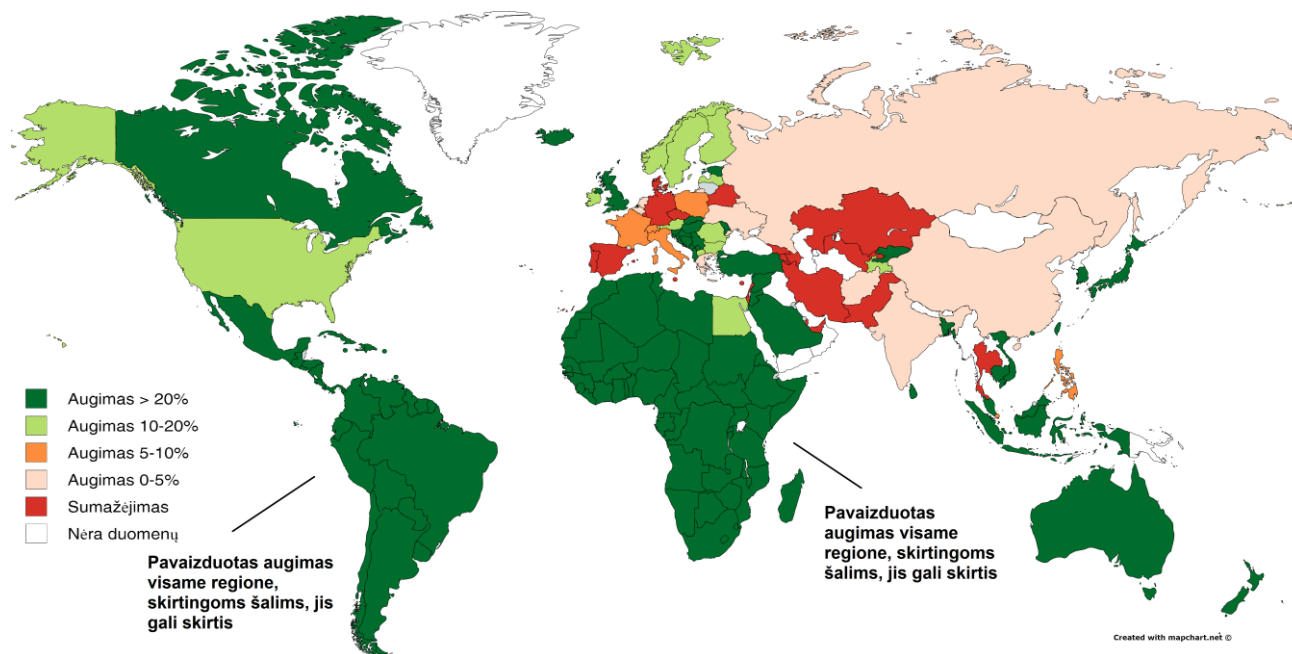 Augimas > 20%
Augimas 10-20%
Augimas 5-10%
Augimas 0-5%
Sumažėjimas
Nėra duomenų
Pavaizduotas augimas
visame regione,
skirtingoms šalims, jis
gali skirtis
Pavaizduotas
augimas visame
regione, skirtingoms
šalims, jis gali skirtis
Created with mapchart.net ©